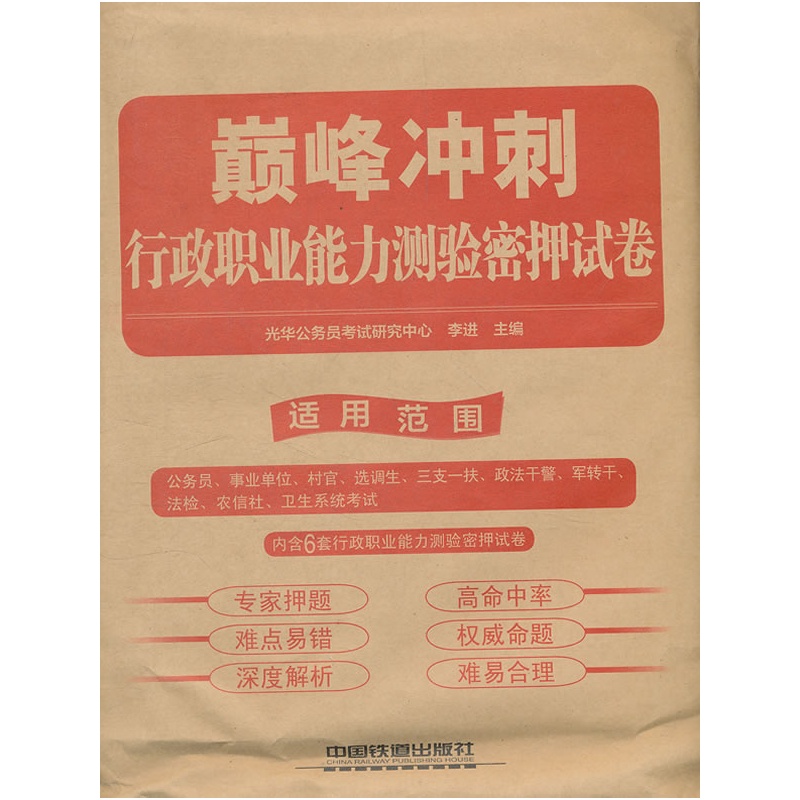 巅峰冲刺
行政职业能力测验密押试卷
光华公务员考试研究中心 李进 主编
适用范围
公务员、事业单位、村官、选调生、三支一扶、政法干警、军转干、
法检、农信社、卫生系统考试
内含6套行政职业能力测验密押试卷
专家押题 高命中率
难点易错 权威命题
深度解析 难易合理
中国铁道出版社
CHINA RAILWAY PUBLISHING HOUSE